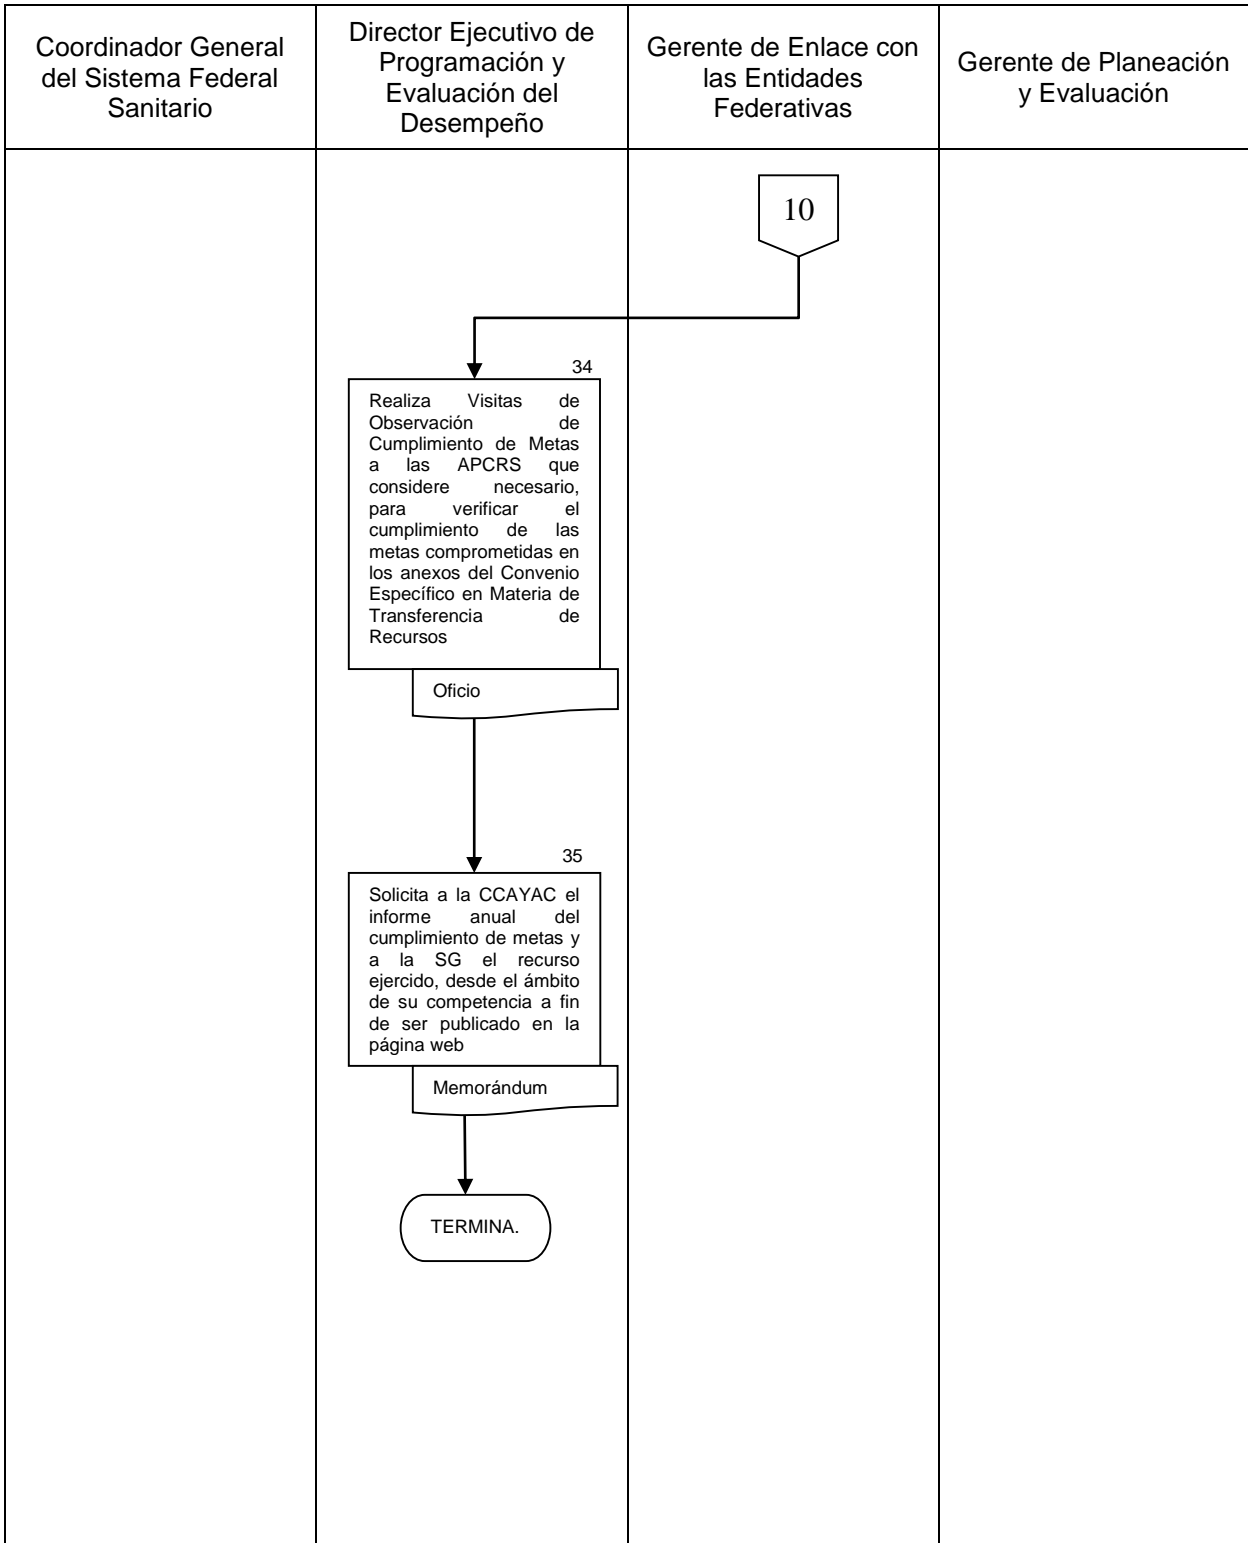 Coordinador General
del Sistema Federal
Sanitario
Director Ejecutivo de
Programación y
Evaluación del
Desempeño
Gerente de Enlace con
las Entidades
Federativas
Gerente de Planeación
y Evaluación
10
34
Realiza Visitas de
Observación de
Cumplimiento de Metas
a las APCRS que
considere necesario,
para verificar el
cumplimiento de las
metas comprometidas en
los anexos del Convenio
Específico en Materia de
Transferencia de
Recursos
Oficio
35
Solicita a la CCAYAC el
informe anual del
cumplimiento de metas y
a la SG el recurso
ejercido, desde el ámbito
de su competencia a fin
de ser publicado en la
página web
Memorándum
TERMINA.